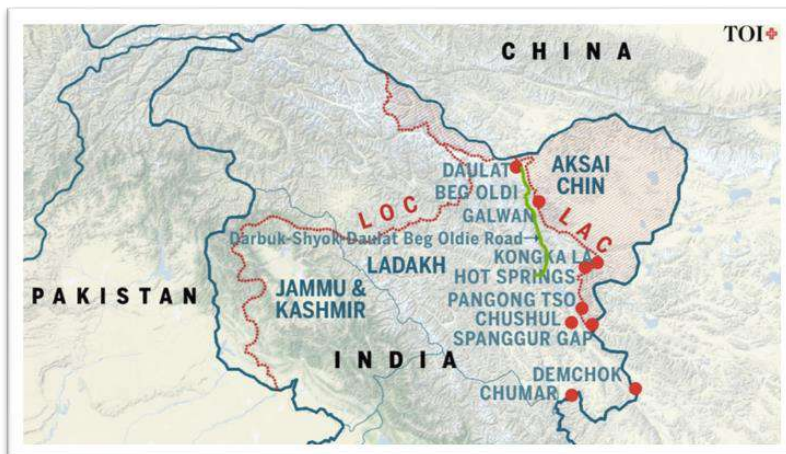 TOI+
CHINA
AKSAI
CHIN
DAULAT
BEG OLDI
GALWAN
LOC
LAC
Darbuk-Shyok-Daulat Beg Oldie Road→
KONGKA LA
HOT SPRINGS
LADAKH
PAKISTAN
JAMMU &
KASHMIR
PANGONG TSO
CHUSHUL
SPANGGUR GAP
INDIA
DEMCHOK
CHUMAR